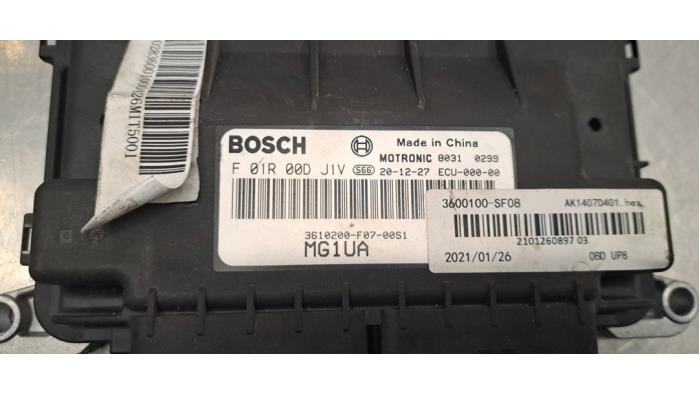 BOSCH
Made in China
MOTRONIC 8031 0299
F 01R 00D J1V S66 20-12-27 ECU-000-00
3610200-F07-00S1
MG1UA
3600100-SF08 AK1407D401.hex
2101260897 03
2021/01/26 OBD UP8